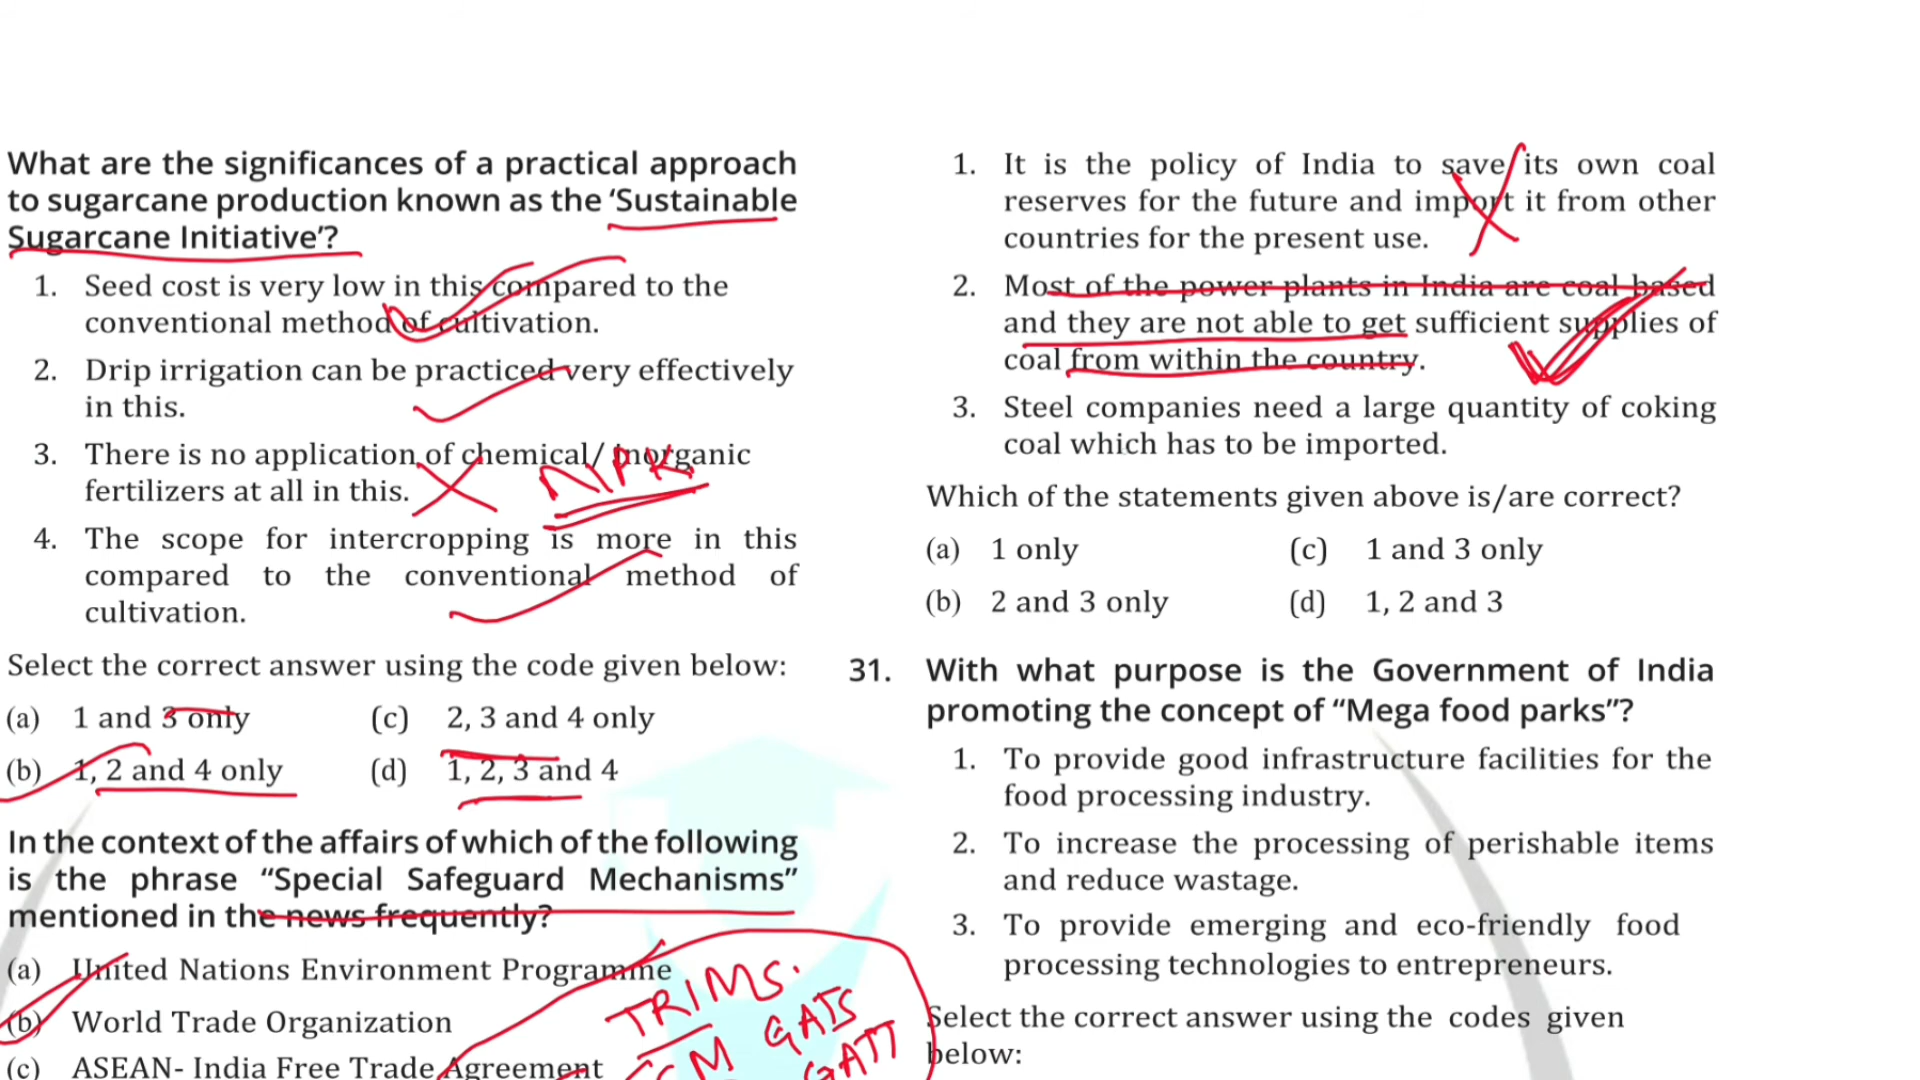 What are the significances of a practical approach
to sugarcane production known as the ‘Sustainable
Sugarcane Initiative’?
1. Seed cost is very low in this compared to the
conventional method of cultivation.
2. Drip irrigation can be practiced very effectively
in this.
3. There is no application of chemical/ inorganic
fertilizers at all in this.
NPK
4. The scope for intercropping is more in this
compared to the conventional method of
cultivation.
Select the correct answer using the code given below:
(a) 1 and 3 only
(c) 2, 3 and 4 only
(b) 1, 2 and 4 only
(d) 1, 2, 3 and 4
In the context of the affairs of which of the following
is the phrase “Special Safeguard Mechanisms”
mentioned in the news frequently?
(a) United Nations Environment Programme
(b) World Trade Organization
(c) ASEAN- India Free Trade Agreement
TRIMS.
GATS
GATT
1. It is the policy of India to save its own coal
reserves for the future and import it from other
countries for the present use.
2. Most of the power plants in India are coal based
and they are not able to get sufficient supplies of
coal from within the country.
3. Steel companies need a large quantity of coking
coal which has to be imported.
Which of the statements given above is/are correct?
(a) 1 only
(c) 1 and 3 only
(b) 2 and 3 only
(d) 1, 2 and 3
31. With what purpose is the Government of India
promoting the concept of “Mega food parks”?
1. To provide good infrastructure facilities for the
food processing industry.
2. To increase the processing of perishable items
and reduce wastage.
3. To provide emerging and eco-friendly food
processing technologies to entrepreneurs.
Select the correct answer using the codes given
below: